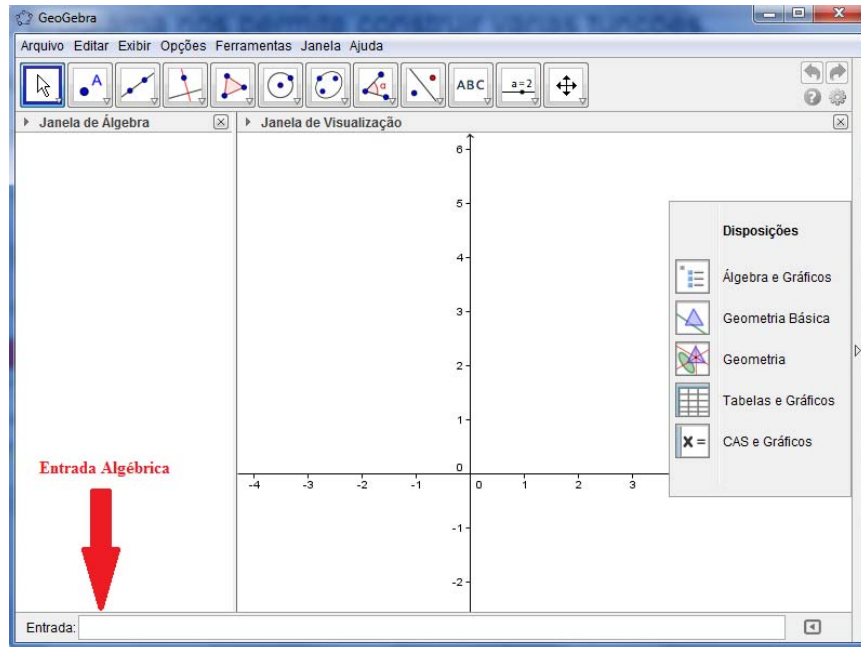 GeoGebra
Arquivo Editar Exibir Opções Ferramentas Janela Ajuda
A
α
ABC
a=2
Janela de Álgebra
Janela de Visualização
6
5
4
3
2
1
0
-4 -3 -2 -1 0 1 2 3
-1
-2
Disposições
Álgebra e Gráficos
Geometria Básica
Geometria
Tabelas e Gráficos
X =
CAS e Gráficos
Entrada Algébrica
Entrada: